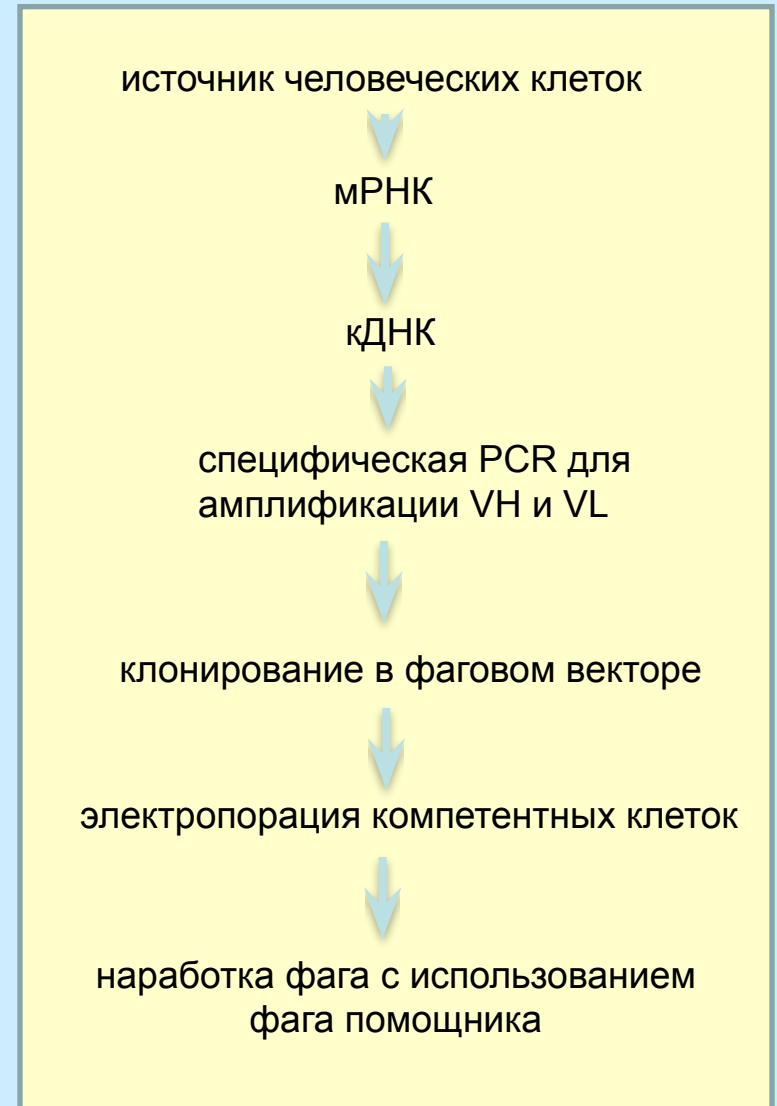 источник человеческих клеток
мРНК
кДНК
специфическая PCR для
амплификации VH и VL
клонирование в фаговом векторе
электропорация компетентных клеток
наработка фага с использованием
фага помощника